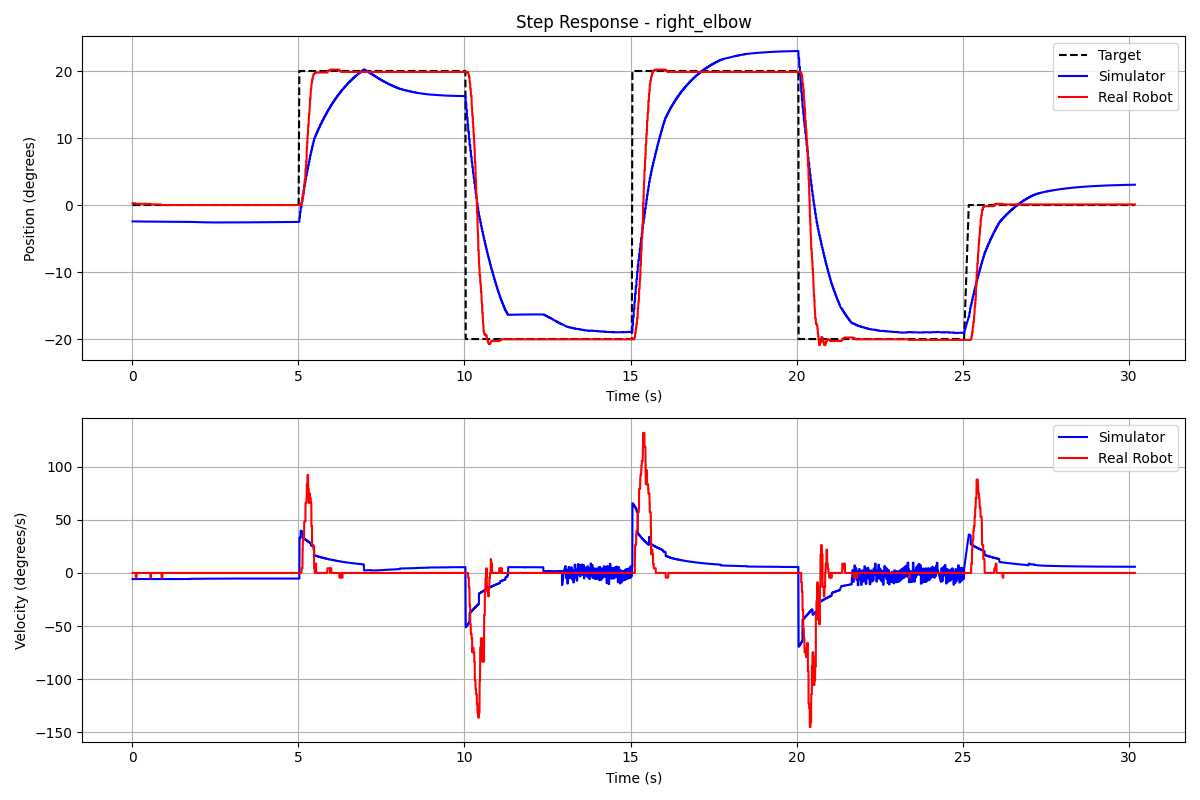 Step Response - right_elbow
Target
Simulator
Real Robot
Position (degrees)
20
10
0
−10
−20
0
5
10
15
20
25
30
Time (s)
Simulator
Real Robot
Velocity (degrees/s)
100
50
0
−50
−100
−150
0
5
10
15
20
25
30
Time (s)